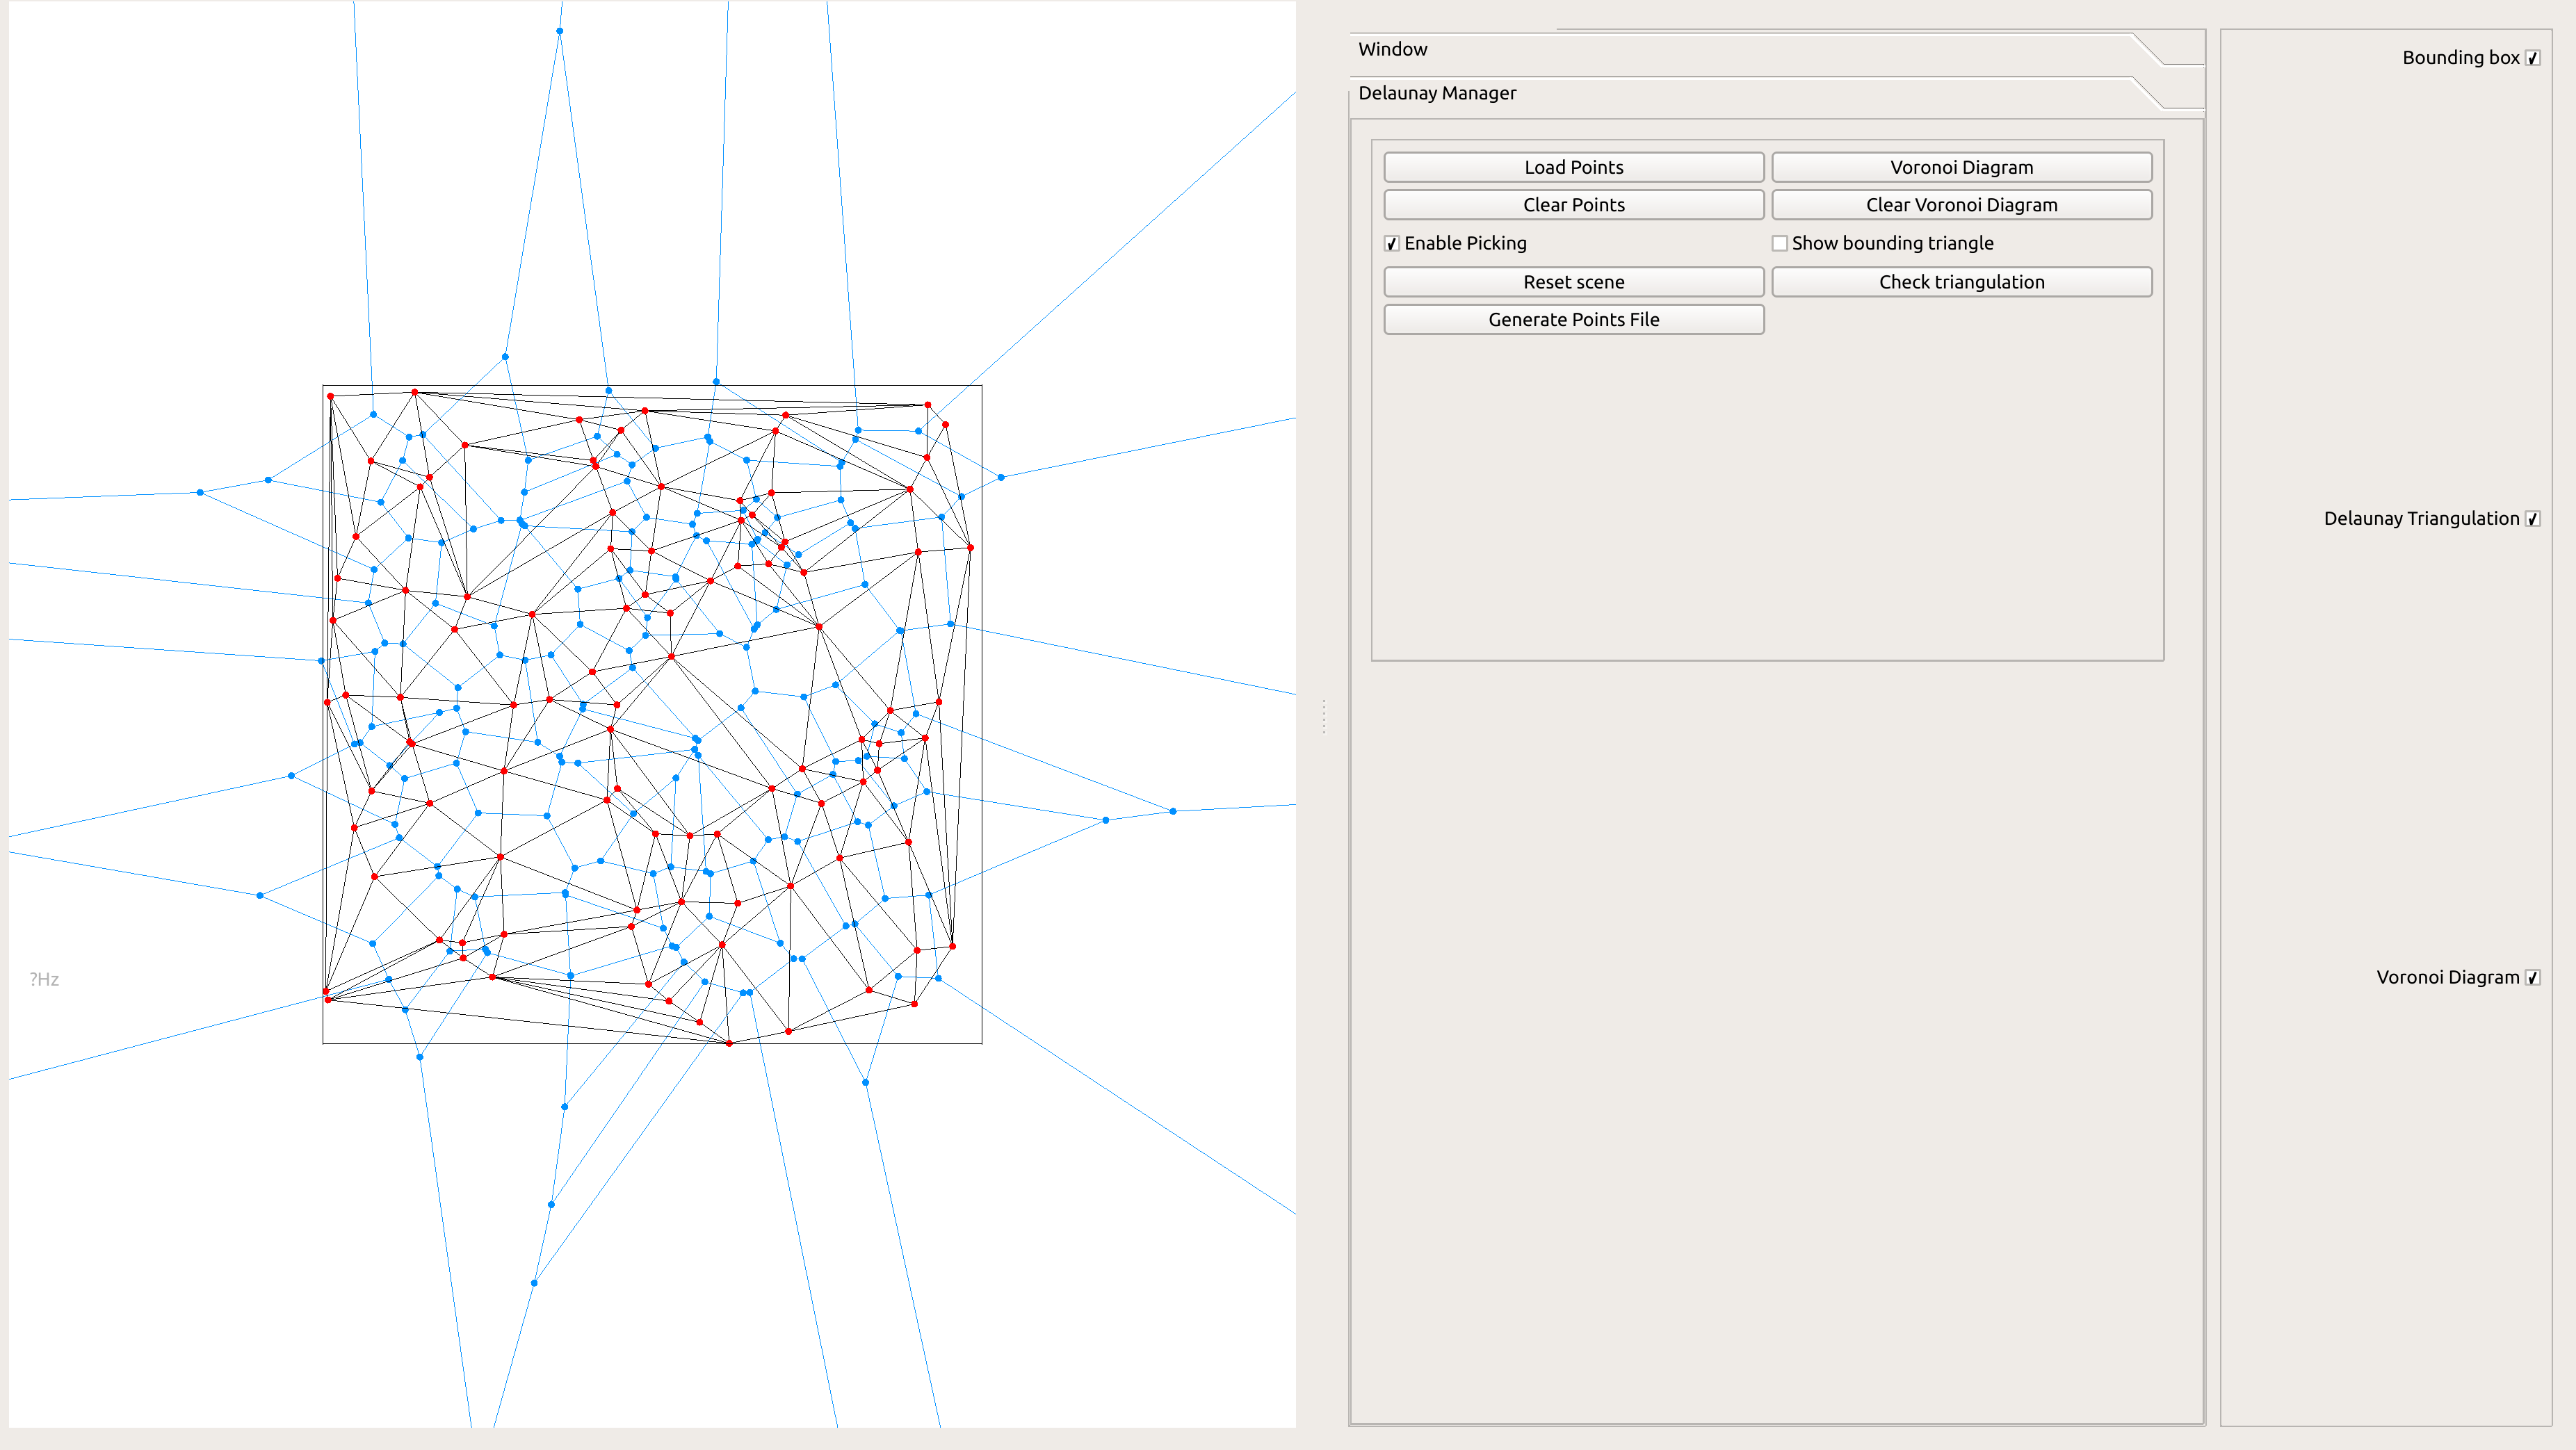 Window
Delaunay Manager
Load Points
Voronoi Diagram
Clear Points
Clear Voronoi Diagram
Enable Picking
Show bounding triangle
Reset scene
Check triangulation
Generate Points File
Bounding box
Delaunay Triangulation
Voronoi Diagram
?Hz